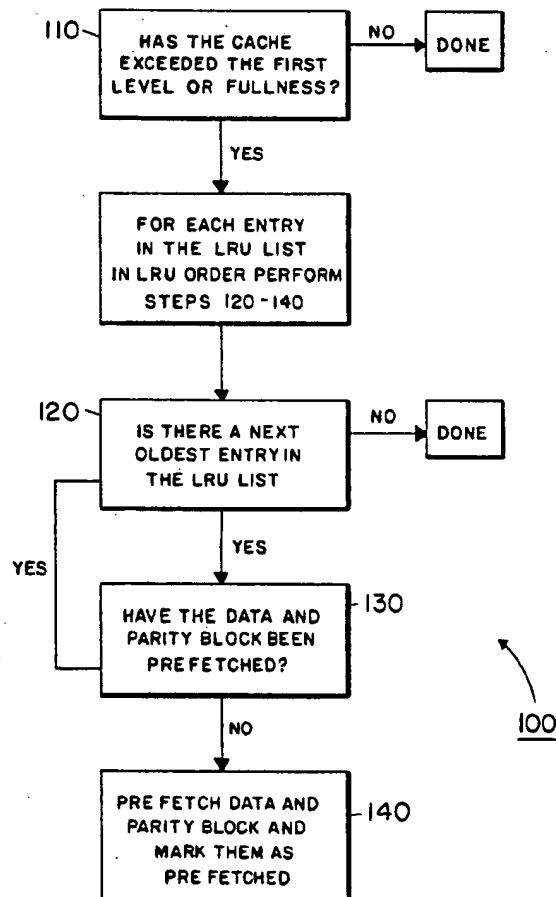 110
HAS THE CACHE
EXCEEDED THE FIRST
LEVEL OR FULLNESS?
NO
DONE
YES
FOR EACH ENTRY
IN THE LRU LIST
IN LRU ORDER PERFORM
STEPS 120-140
120
IS THERE A NEXT
OLDEST ENTRY IN
THE LRU LIST
NO
DONE
YES
YES
130
HAVE THE DATA AND
PARITY BLOCK BEEN
PREFETCHED?
100
NO
PRE FETCH DATA AND
PARITY BLOCK AND
MARK THEM AS
PRE FETCHED
140